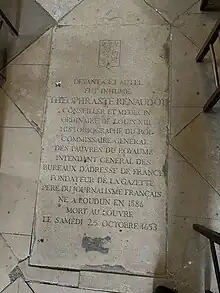 DEVANT CET AUTEL
FUT INHUMÉ
THÉOPHRASTE RENAUDOT
CONSEILLER ET MÉDECIN
ORDINAIRE DE LOUIS XIII
HISTORIOGRAPHE DU ROI
COMMISSAIRE GÉNÉRAL
DES PAUVRES DU ROYAUME
INTENDANT GÉNÉRAL DES
BUREAUX D'ADRESSE DE FRANCE
FONDATEUR DE LA GAZETTE
PÈRE DU JOURNALISME FRANÇAIS
NÉ A LOUDUN EN 1586
MORT AU LOUVRE
LE SAMEDI 25 OCTOBRE 1653